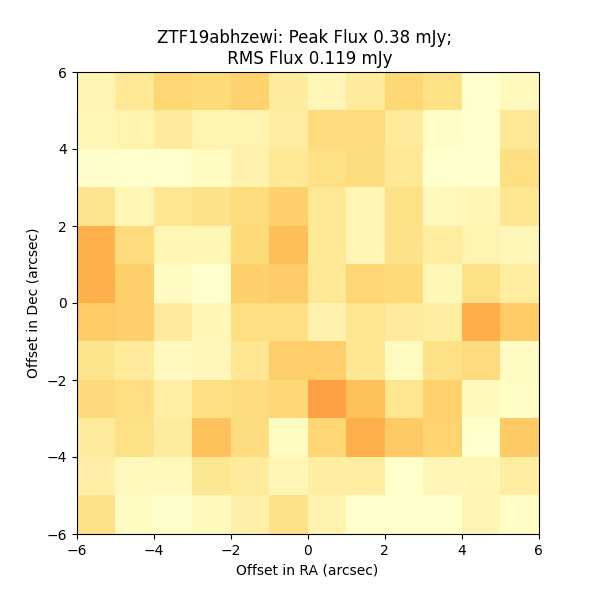 ZTF19abhzewi: Peak Flux 0.38 mJy;
RMS Flux 0.119 mJy
6
4
2
0
−2
−4
−6
Offset in Dec (arcsec)
−6 −4 −2 0 2 4 6
Offset in RA (arcsec)